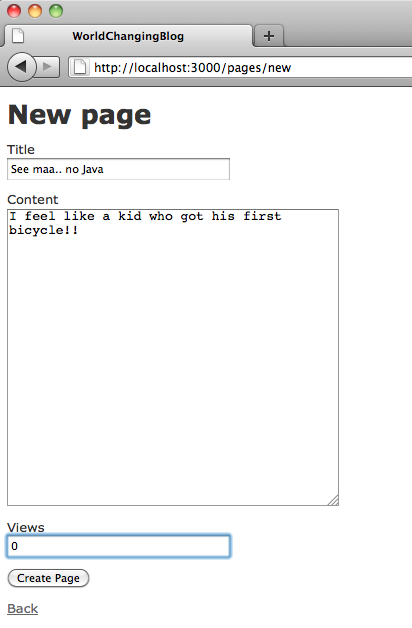 WorldChangingBlog
http://localhost:3000/pages/new
New page
Title
See maa.. no Java
Content
I feel like a kid who got his first
bicycle!!
Views
0
Create Page
Back